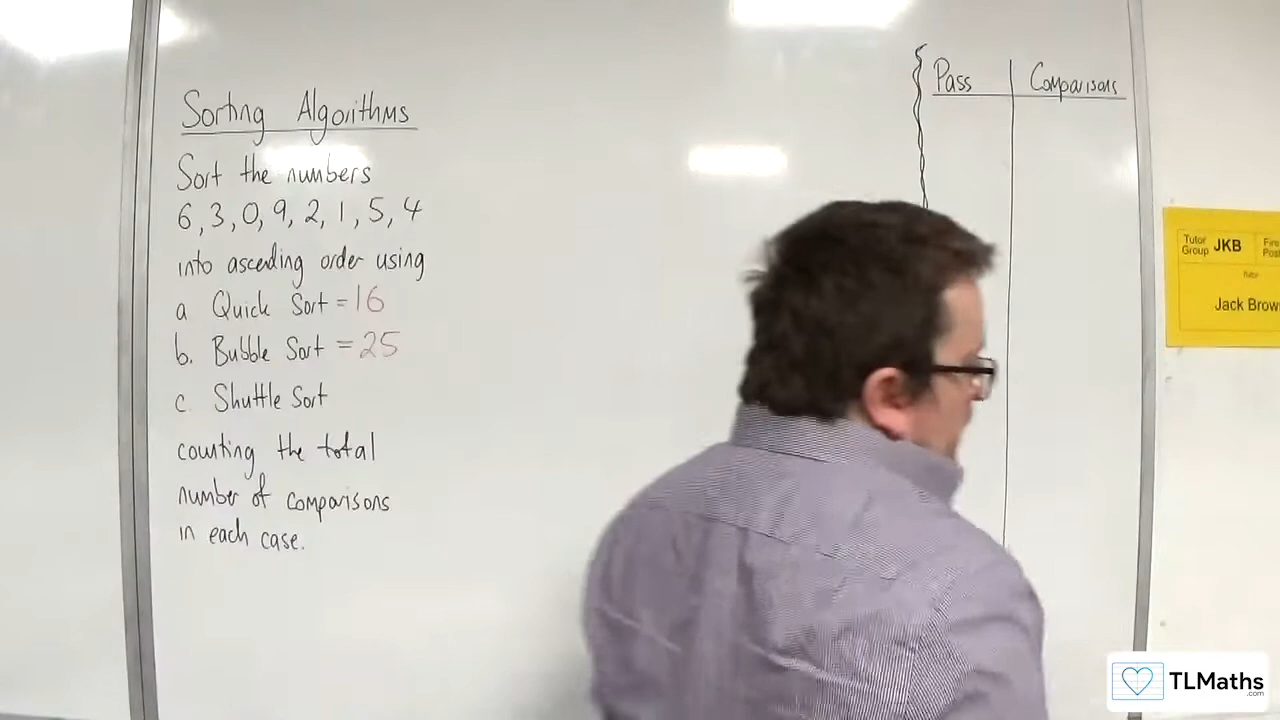 Sorting Algorithms
Sort the numbers
6, 3, 0, 9, 2, 1, 5, 4
into ascending order using
a Quick Sort = 16
b. Bubble Sort = 25
c. Shuttle Sort
counting the total
number of comparisons
in each case.
Pass Comparisons
Tutor Group JKB
Tutor
Jack Brow
TLMaths
.com